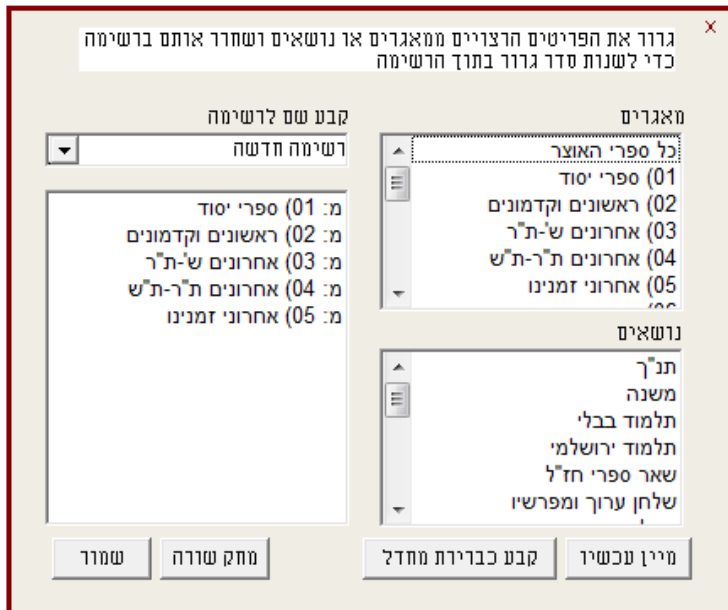 גרור את הפריטים הרצויים ממאגרים או נושאים ושחרר אותם ברשימה
כדי לשנות סדר גרור בתוך הרשימה
x
מאגרים
כל ספרי האוצר
01) ספרי יסוד
02) ראשונים וקדמונים
03) אחרונים ש'-ת"ר
04) אחרונים ת"ר-ת"ש
05) אחרוני זמנינו
נושאים
תנ"ך
משנה
תלמוד בבלי
תלמוד ירושלמי
שאר ספרי חז"ל
שלחן ערוך ומפרשיו
קבע שם לרשימה
רשימה חדשה
מ: 01) ספרי יסוד
מ: 02) ראשונים וקדמונים
מ: 03) אחרונים ש'-ת"ר
מ: 04) אחרונים ת"ר-ת"ש
מ: 05) אחרוני זמנינו
מיין עכשיו
קבע כברירת מחדל
מחק שורה
שמור